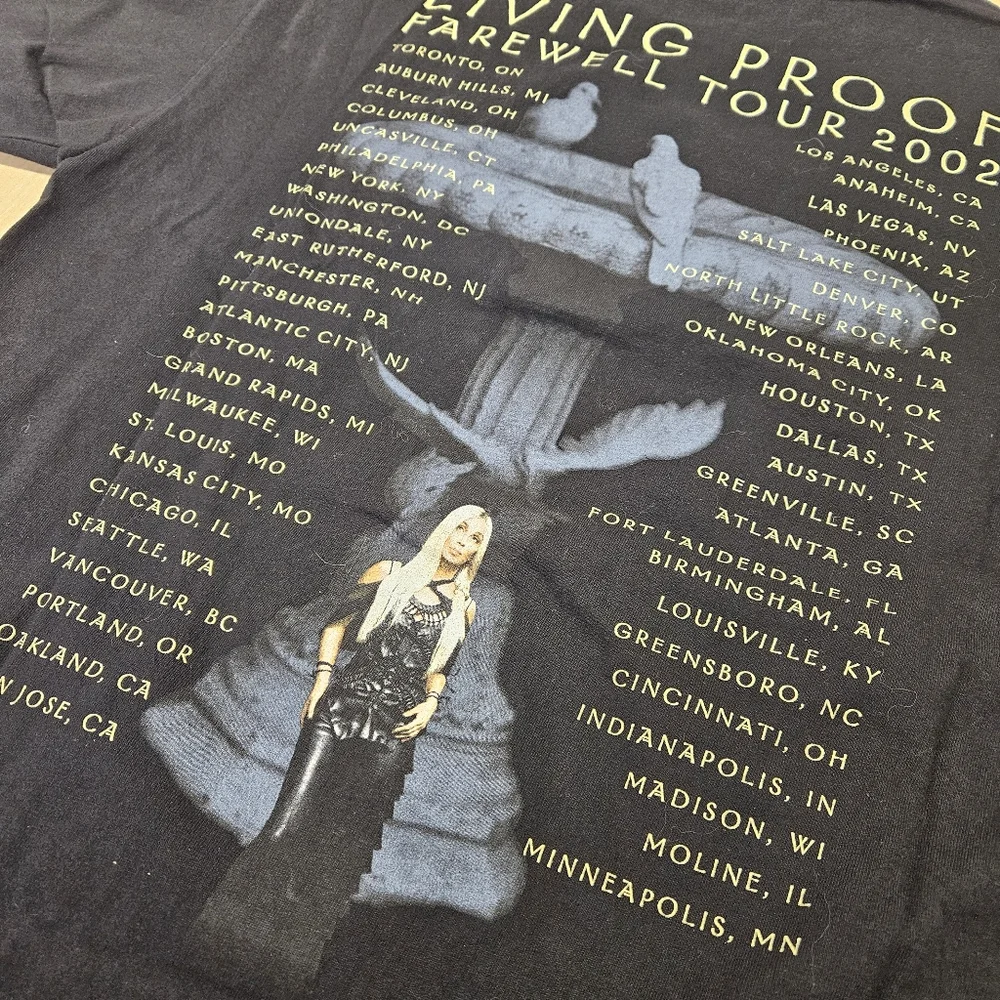 LIVING PROOF
FAREWELL TOUR 2002
TORONTO, ON
AUBURN HILLS, MI
CLEVELAND, OH
COLUMBUS, OH
UNCASVILLE, CT
PHILADELPHIA, PA
NEW YORK, NY
WASHINGTON, DC
UNIONDALE, NY
EAST RUTHERFORD, NJ
MANCHESTER, NH
PITTSBURGH, PA
ATLANTIC CITY, NJ
BOSTON, MA
GRAND RAPIDS, MI
MILWAUKEE, WI
ST. LOUIS, MO
KANSAS CITY, MO
CHICAGO, IL
SEATTLE, WA
VANCOUVER, BC
PORTLAND, OR
OAKLAND, CA
N JOSE, CA
LOS ANGELES, CA
ANAHEIM, CA
LAS VEGAS, NV
PHOENIX, AZ
SALT LAKE CITY, UT
DENVER, CO
NORTH LITTLE ROCK, AR
NEW ORLEANS, LA
OKLAHOMA CITY, OK
HOUSTON, TX
DALLAS, TX
AUSTIN, TX
GREENVILLE, SC
ATLANTA, GA
FORT LAUDERDALE, FL
BIRMINGHAM, AL
LOUISVILLE, KY
GREENSBORO, NC
CINCINNATI, OH
INDIANAPOLIS, IN
MADISON, WI
MOLINE, IL
MINNEAPOLIS, MN